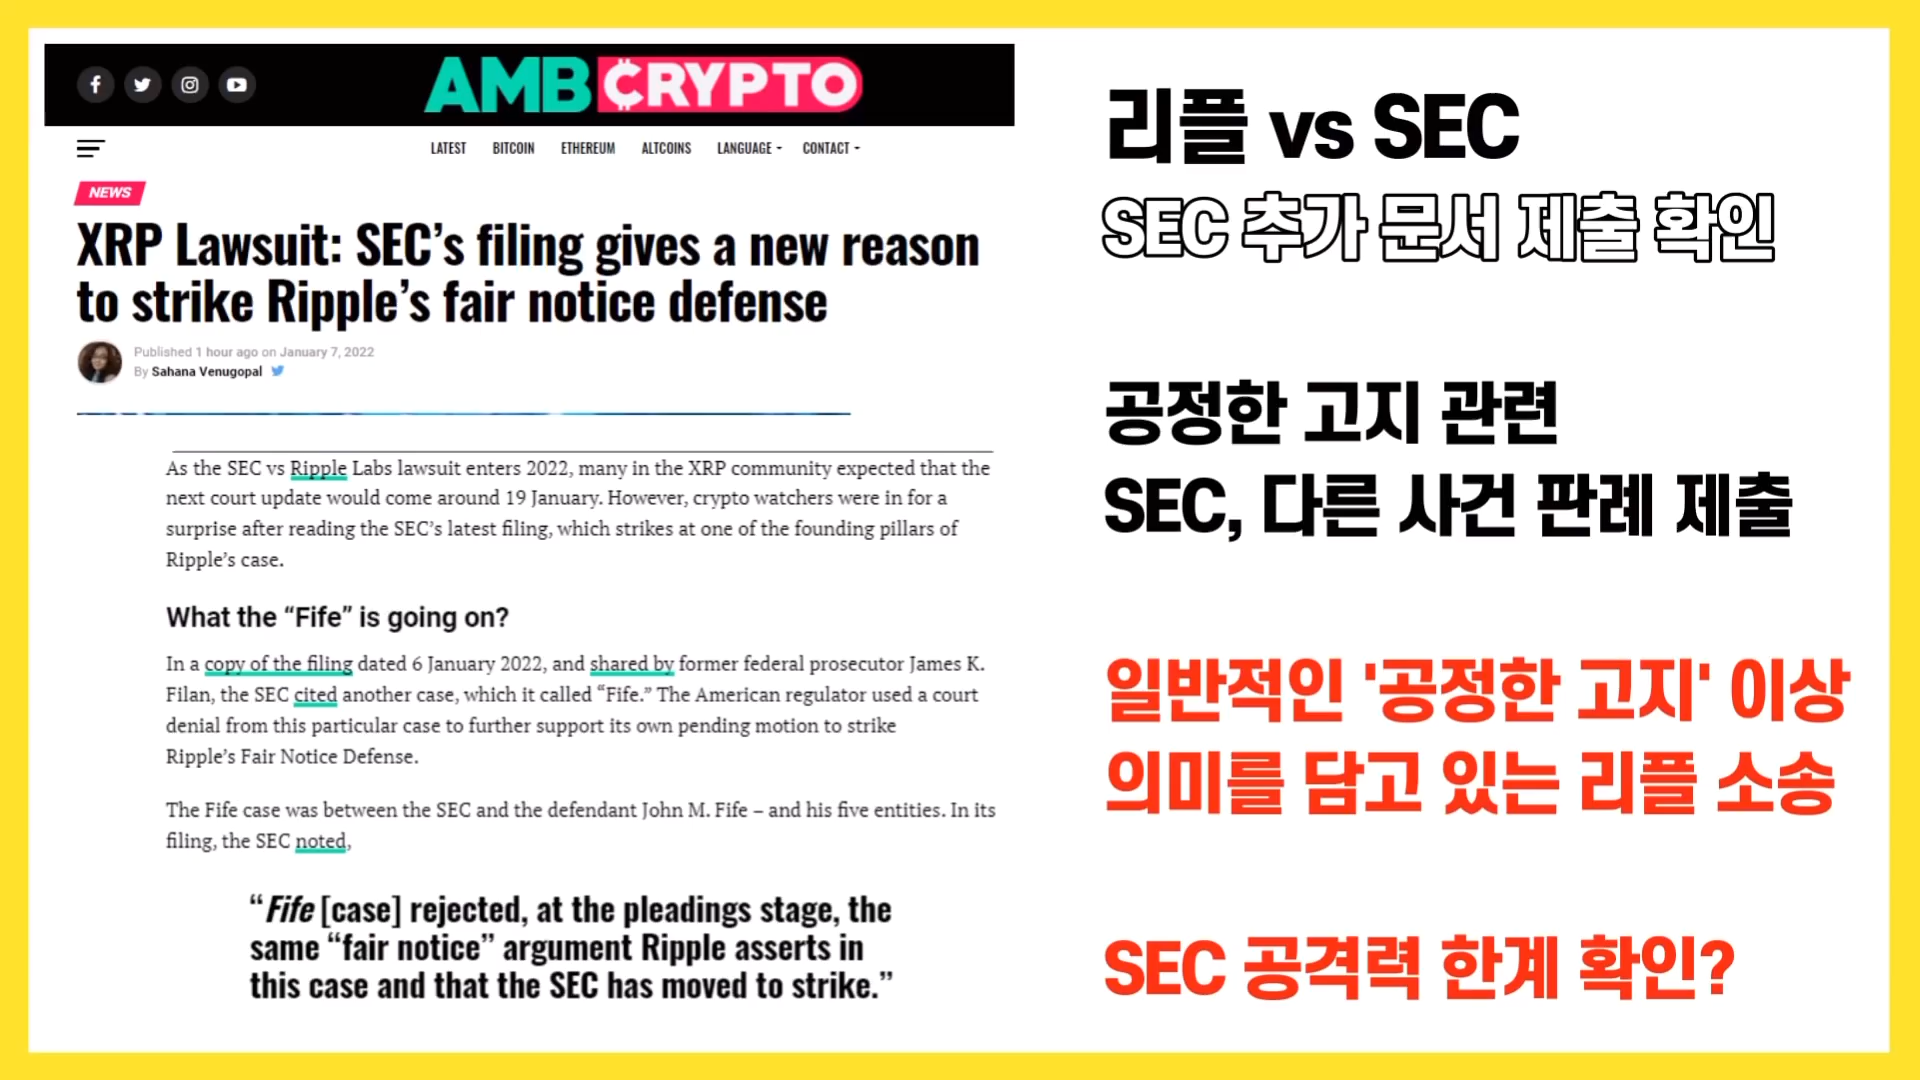 AMBCRYPTO
LATEST BITCOIN ETHEREUM ALTCOINS LANGUAGE CONTACT
NEWS
XRP Lawsuit: SEC’s filing gives a new reason
to strike Ripple’s fair notice defense
Published 1 hour ago on January 7, 2022
By Sahana Venugopal
As the SEC vs Ripple Labs lawsuit enters 2022, many in the XRP community expected that the
next court update would come around 19 January. However, crypto watchers were in for a
surprise after reading the SEC’s latest filing, which strikes at one of the founding pillars of
Ripple’s case.
What the “Fife” is going on?
In a copy of the filing dated 6 January 2022, and shared by former federal prosecutor James K.
Filan, the SEC cited another case, which it called “Fife.” The American regulator used a court
denial from this particular case to further support its own pending motion to strike
Ripple’s Fair Notice Defense.
The Fife case was between the SEC and the defendant John M. Fife – and his five entities. In its
filing, the SEC noted,
“Fife [case] rejected, at the pleadings stage, the
same “fair notice” argument Ripple asserts in
this case and that the SEC has moved to strike.”
리플 vs SEC
SEC 추가 문서 제출 확인
공정한 고지 관련
SEC, 다른 사건 판례 제출
일반적인 '공정한 고지' 이상
의미를 담고 있는 리플 소송
SEC 공격력 한계 확인?